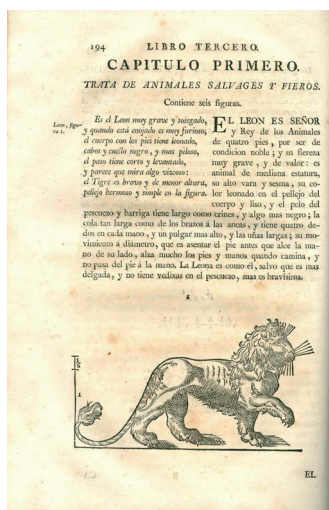 194 LIBRO TERCERO.
CAPITULO PRIMERO.
TRATA DE ANIMALES SALVAGES Y FIEROS.
Contiene seis figuras.
Leon, figu-
ra 1.
Es el Leon muy grave y sosegado,
y quando está enojado es muy furioso,
el cuerpo con los pies tiene leonado,
cabos y cuello negro, y mas peloso,
el paso tiene corto y levantado,
y parece que mira algo viscoso:
el Tigre es bravo y de menor altura,
pellejo hermoso y simple en la figura.
EL LEON ES SEÑOR
y Rey de los Animales
de quatro pies, por ser de
condicion noble; y su fiereza
muy grave, y de valor: es
animal de mediana estatura,
su alto vara y sesma, su co-
lor leonado en el pellejo del
cuerpo y liso, y el pelo del
pescuezo y barriga tiene largo como crines, y algo mas negro; la
cola tan larga como de los brazos á las ancas, y tiene quatro de-
dos en cada mano, y un pulgar mas alto, y las uñas largas; su mo-
vimiento á diámetro, que es asentar el pie antes que alce la ma-
no de su lado, alza mucho los pies y manos quando camina, y
no pasa del pie á la mano. La Leona es como él, salvo que es mas
delgada, y no tiene vedixas en el pescuezo, mas es bravísima.
1
EL